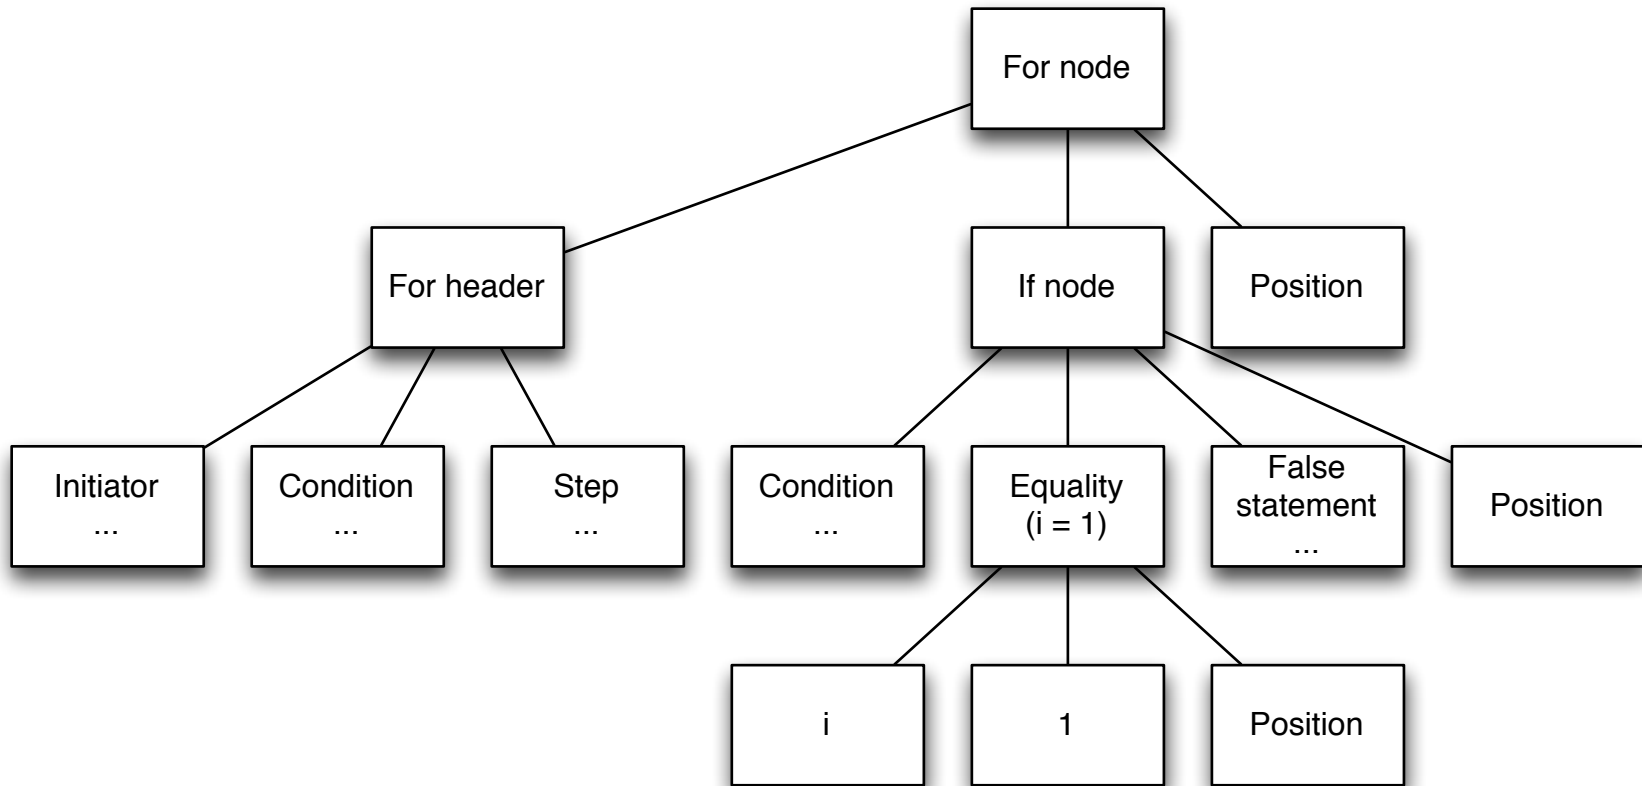 For node
For header
If node
Position
Initiator
...
Condition
...
Step
...
Condition
...
Equality
(i = 1)
False
statement
...
Position
i
1
Position